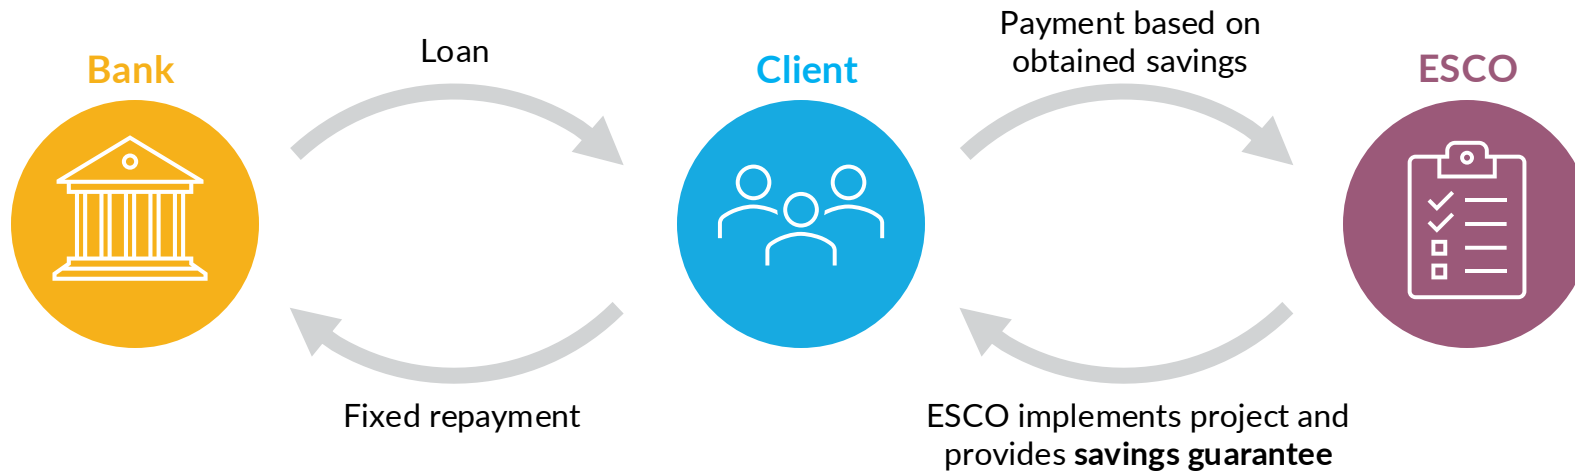 Bank
Loan
Client
Payment based on
obtained savings
ESCO
Fixed repayment
ESCO implements project and
provides savings guarantee